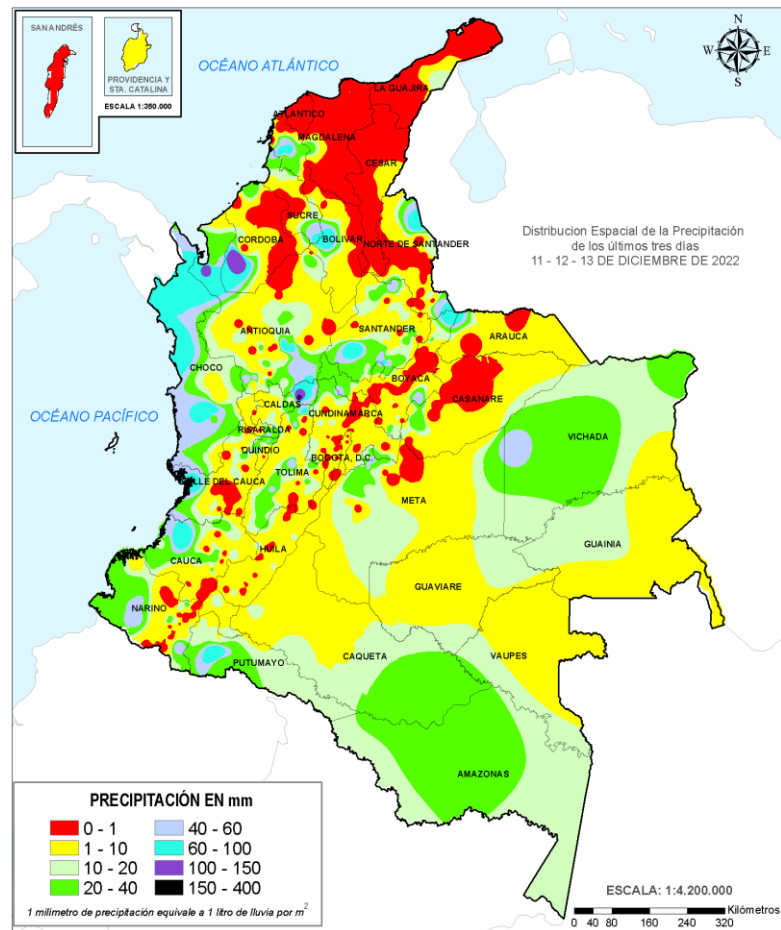 SAN ANDRÉS
PROVIDENCIA Y
STA. CATALINA
ESCALA 1:350.000
OCÉANO ATLÁNTICO
N
W
E
S
LA GUAJIRA
ATLANTICO
MAGDALENA
CESAR
SUCRE
CORDOBA
BOLIVAR
NORTE DE SANTANDER
Distribucion Espacial de la Precipitación
de los últimos tres días
11 - 12 - 13 DE DICIEMBRE DE 2022
ANTIOQUIA
SANTANDER
ARAUCA
CHOCO
BOYACA
CASANARE
OCÉANO PACÍFICO
CALDAS
CUNDINAMARCA
RISARALDA
VICHADA
QUINDIO
BOGOTA, D.C.
TOLIMA
VALLE DEL CAUCA
META
GUAINIA
HUILA
CAUCA
GUAVIARE
NARIÑO
CAQUETA
VAUPES
PUTUMAYO
AMAZONAS
PRECIPITACIÓN EN mm
0 - 1
40 - 60
1 - 10
60 - 100
10 - 20
100 - 150
20 - 40
150 - 400
1 milimetro de precipitación equivale a 1 litro de lluvia por m²
ESCALA: 1:4.200.000
Kilómetros
0 40 80 160 240 320